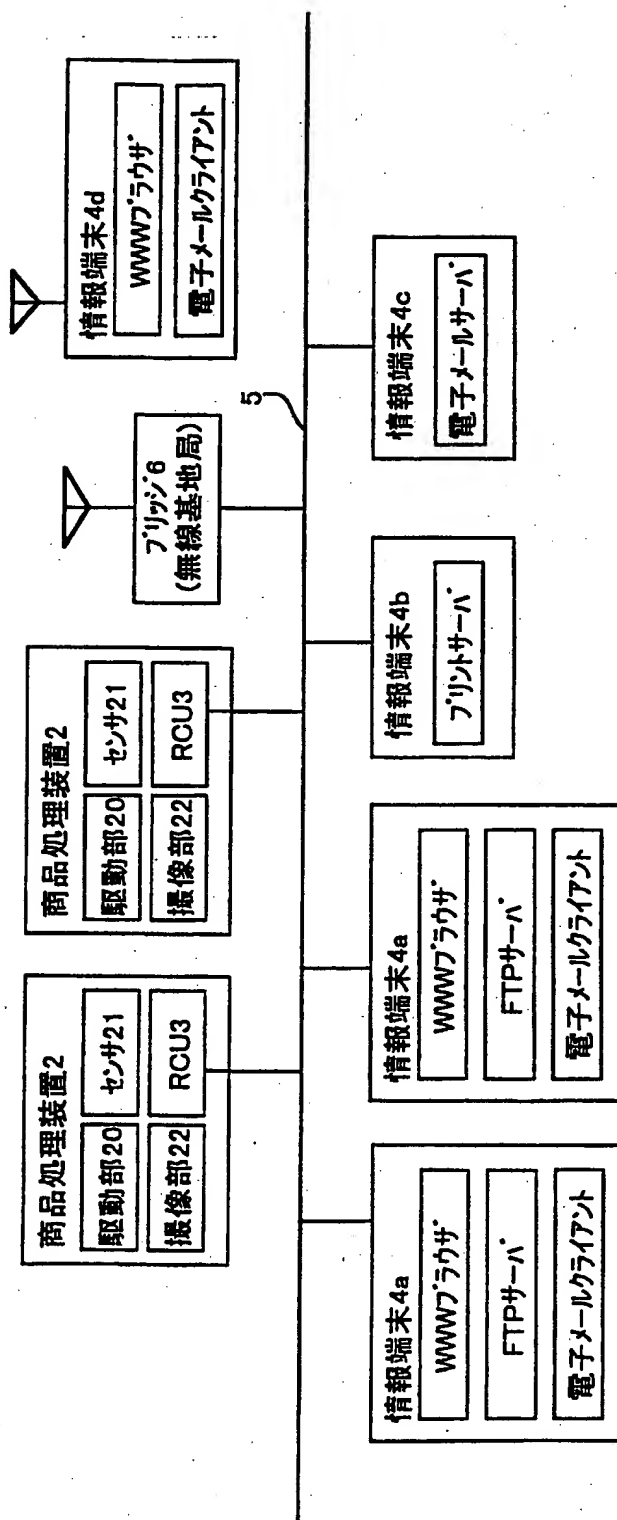 商品処理装置2
駆動部20
センサ21
撮像部22
RCU3
商品処理装置2
駆動部20
センサ21
撮像部22
RCU3
ブリッジ6
(無線基地局)
情報端末4d
WWWブラウザ
電子メールクライアント
5
情報端末4a
WWWブラウザ
FTPサーバ
電子メールクライアント
情報端末4a
WWWブラウザ
FTPサーバ
電子メールクライアント
情報端末4b
プリントサーバ
情報端末4c
電子メールサーバ